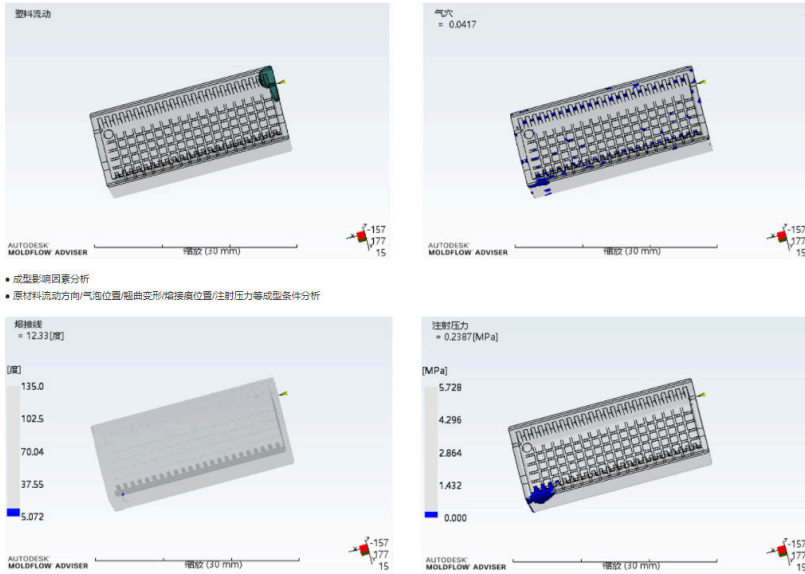 塑料流动
气穴
= 0.0417
-157
177
15
AUTODESK
MOLDFLOW ADVISER
缩放 (30 mm)
-157
177
15
AUTODESK
MOLDFLOW ADVISER
缩放 (30 mm)
• 成型影响因素分析
• 原材料流动方向/气泡位置/翘曲变形/熔接痕位置/注射压力等成型条件分析
熔接线
= 12.33[度]
[度]
135.0
102.5
70.04
37.55
5.072
-157
177
15
AUTODESK
MOLDFLOW ADVISER
缩放 (30 mm)
注射压力
= 0.2387[MPa]
[MPa]
5.728
4.296
2.864
1.432
0.000
-157
177
15
AUTODESK
MOLDFLOW ADVISER
缩放 (30 mm)